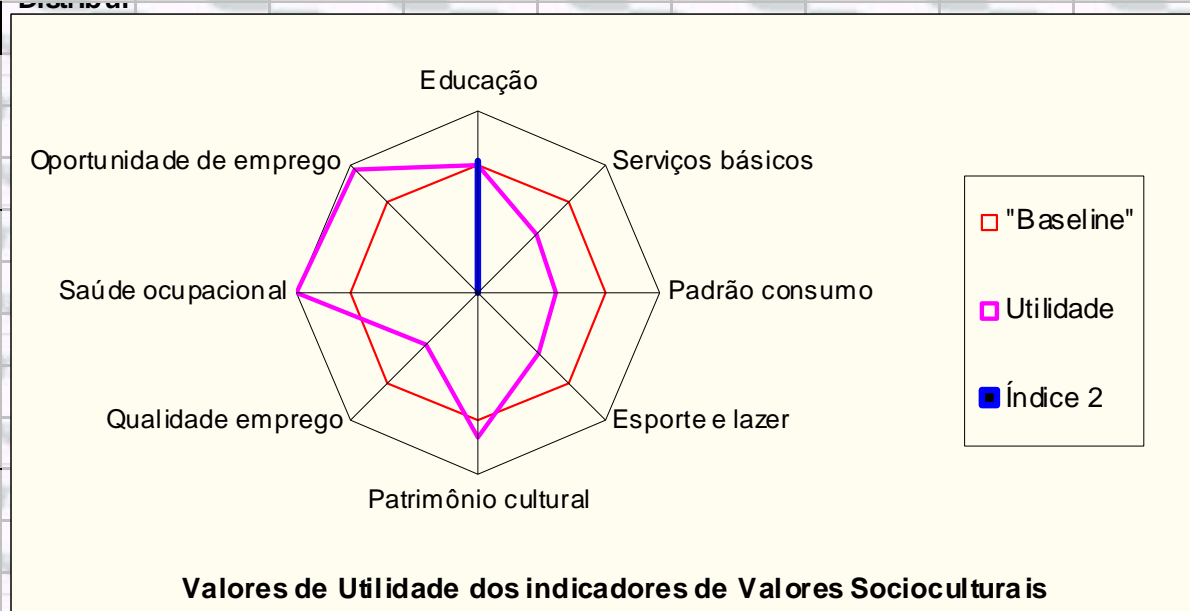 Educação
Oportunidade de emprego
Serviços básicos
"Baseline"
Saúde ocupacional
Padrão consumo
Utilidade
Índice 2
Qualidade emprego
Esporte e lazer
Patrimônio cultural
Valores de Utilidade dos indicadores de Valores Socioculturais